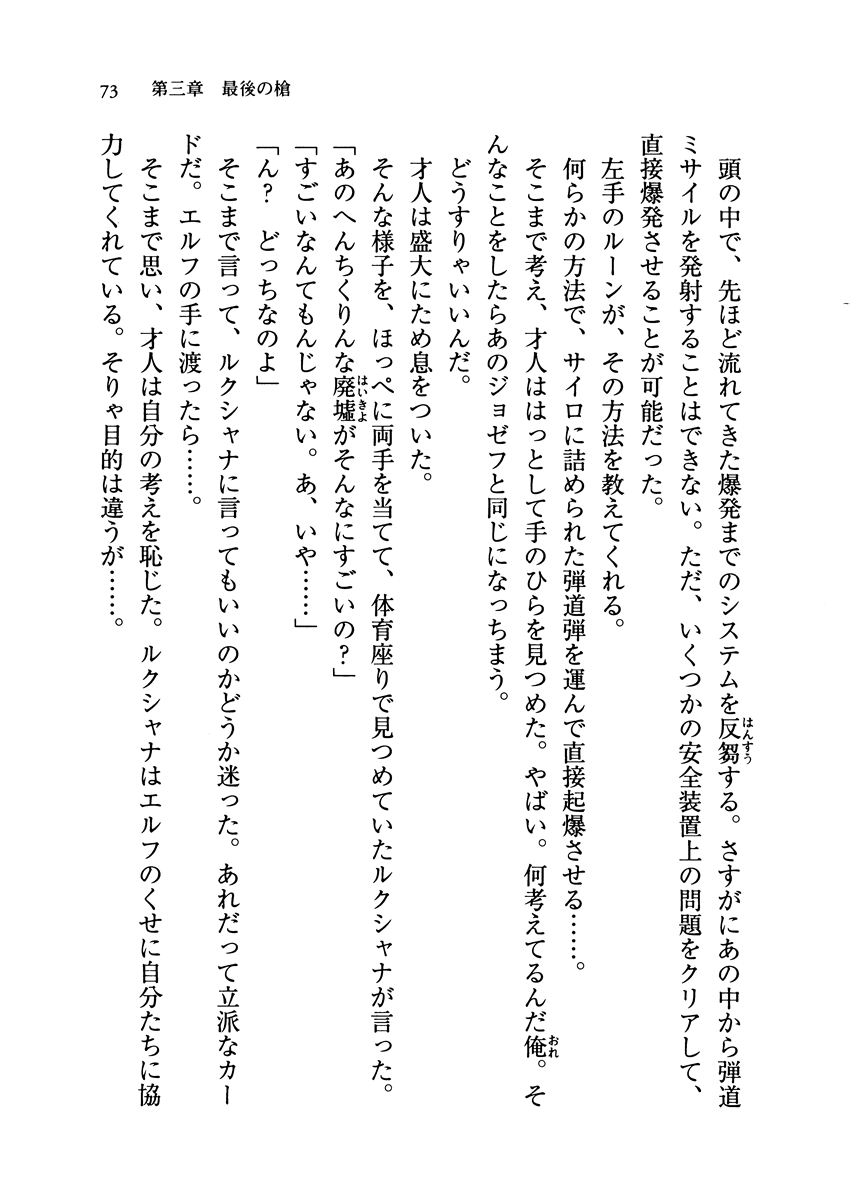 73　第三章　最後の槍
　頭の中で、先ほど流れてきた爆発までのシステムを反芻する。さすがにあの中から弾道
はんすう
ミサイルを発射することはできない。ただ、いくつかの安全装置上の問題をクリアして、
直接爆発させることが可能だった。
　左手のルーンが、その方法を教えてくれる。
　何らかの方法で、サイロに詰められた弾道弾を運んで直接起爆させる……。
　そこまで考え、才人ははっとして手のひらを見つめた。やばい。何考えてるんだ俺。そ
おれ
んなことをしたらあのジョゼフと同じになっちまう。
　どうすりゃいいんだ。
　才人は盛大にため息をついた。
　そんな様子を、ほっぺに両手を当てて、体育座りで見つめていたルクシャナが言った。
「あのへんちくりんな廃墟がそんなにすごいの？」
はいきよ
「すごいなんてもんじゃない。あ、いや……」
「ん？　どっちなのよ」
　そこまで言って、ルクシャナに言ってもいいのかどうか迷った。あれだって立派なカー
ドだ。エルフの手に渡ったら……。
　そこまで思い、才人は自分の考えを恥じた。ルクシャナはエルフのくせに自分たちに協
力してくれている。そりゃ目的は違うが……。